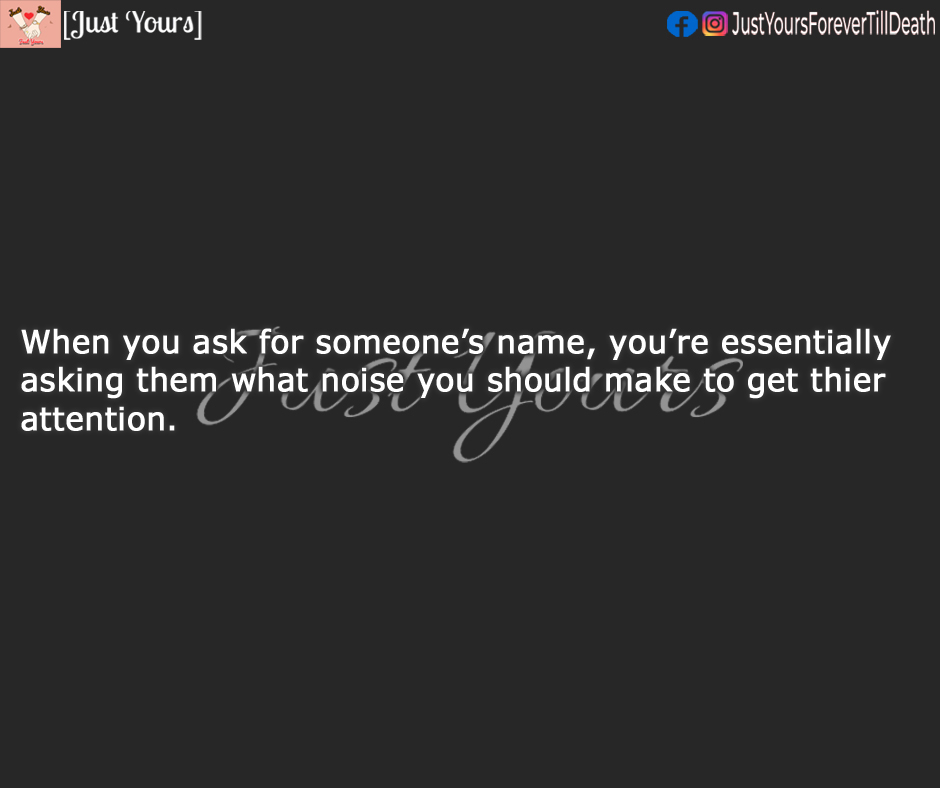 [Just Yours]
JustYoursForeverTillDeath
When you ask for someone’s name, you’re essentially
asking them what noise you should make to get thier
attention.
Just Yours